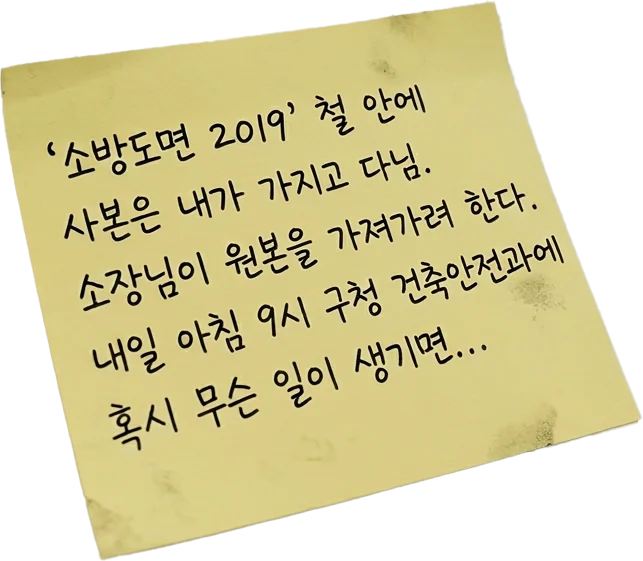 ‘소방도면 2019’ 철 안에
사본은 내가 가지고 다님.
소장님이 원본을 가져가려 한다.
내일 아침 9시 구청 건축안전과에
혹시 무슨 일이 생기면...